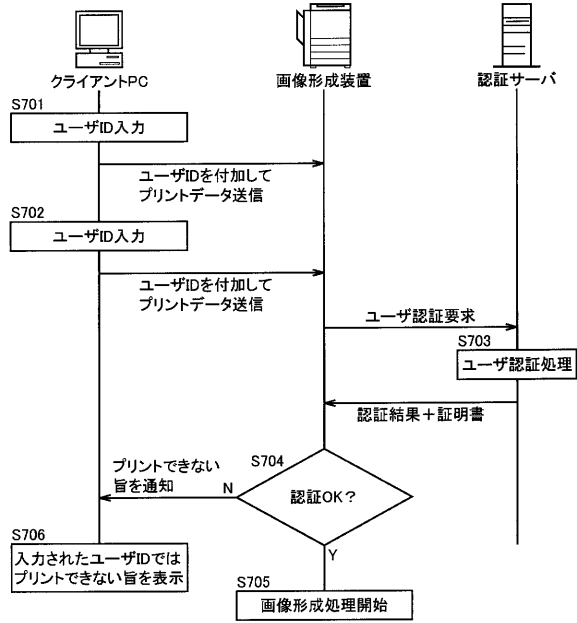 クライアントPC
画像形成装置
認証サーバ
S701
ユーザID入力
ユーザIDを付加して
プリントデータ送信
S702
ユーザID入力
ユーザIDを付加して
プリントデータ送信
ユーザ認証要求
S703
ユーザ認証処理
認証結果＋証明書
S704
認証OK？
プリントできない
旨を通知
N
Y
S706
入力されたユーザIDでは
プリントできない旨を表示
S705
画像形成処理開始